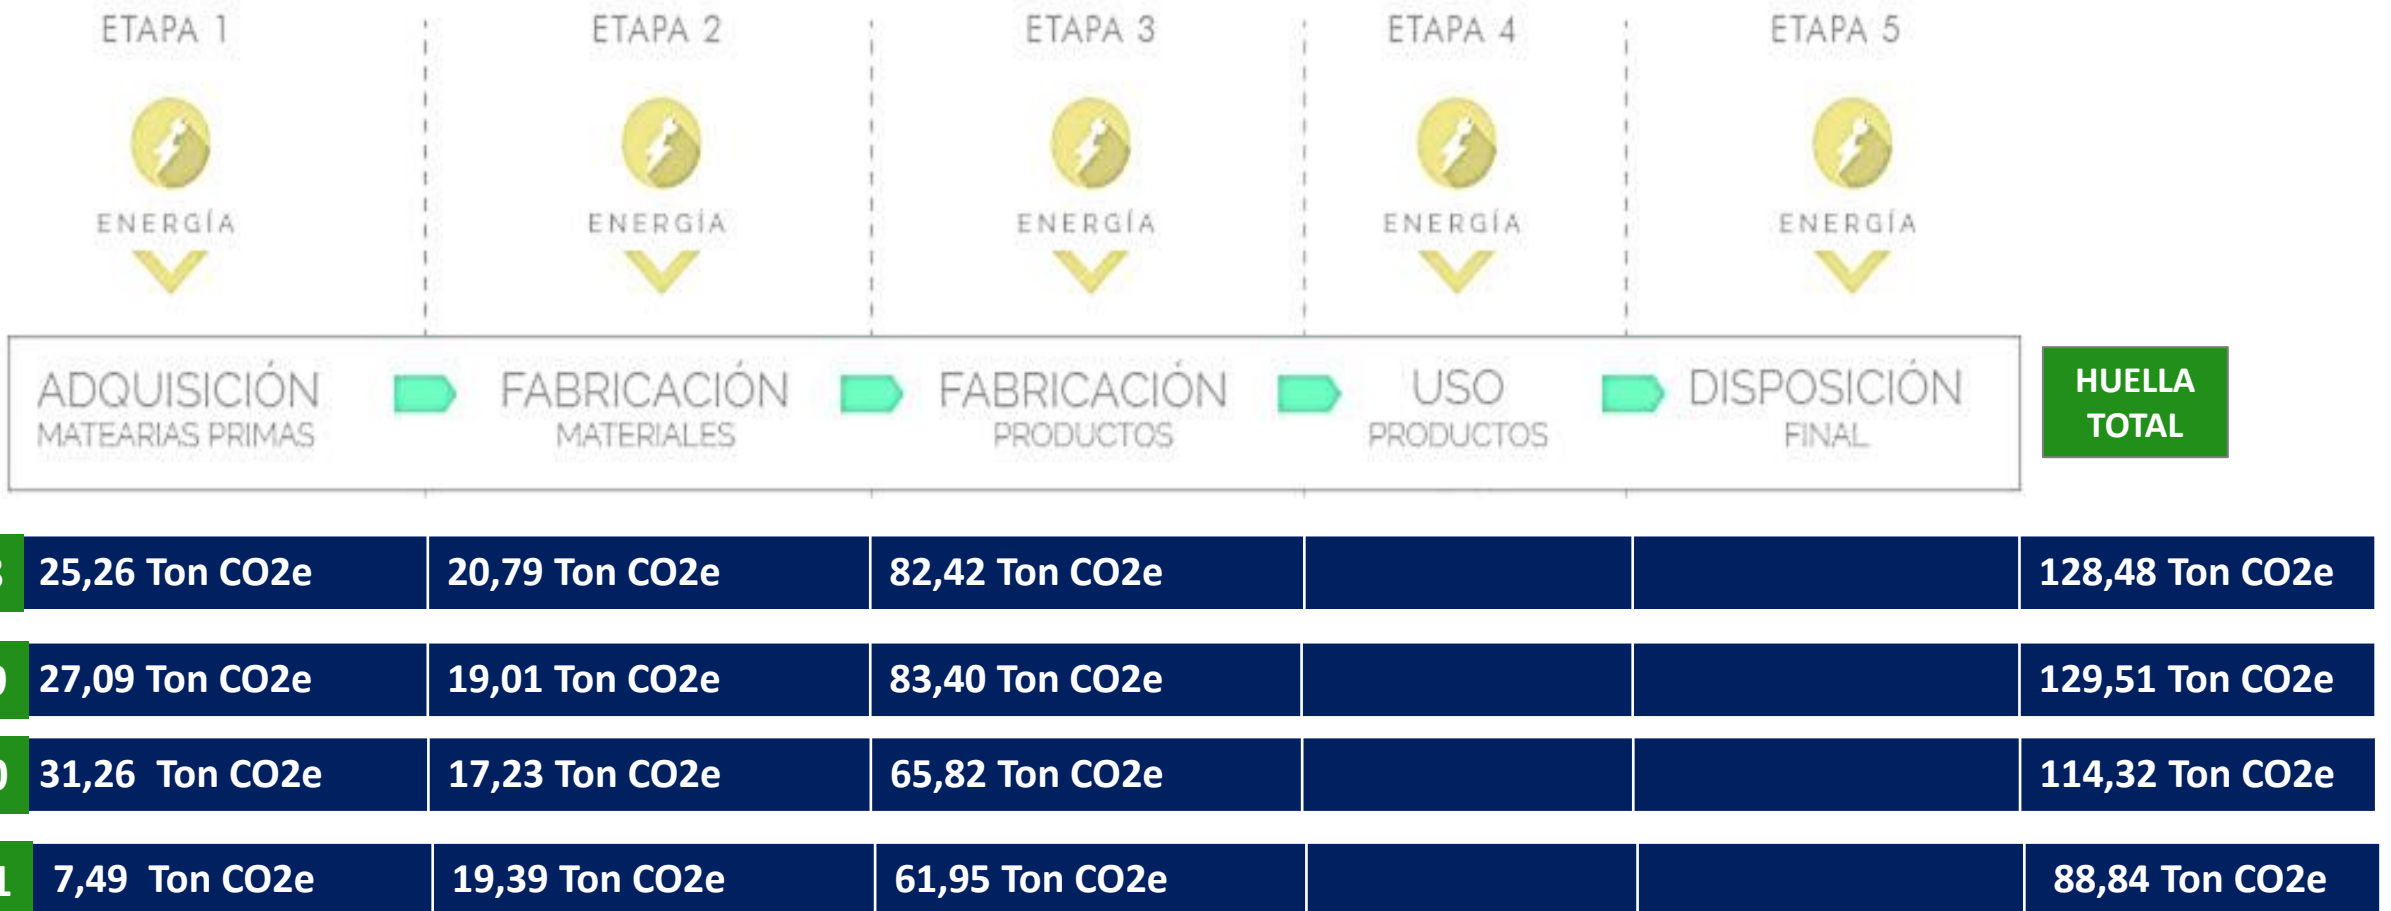 ETAPA 1 ETAPA 2 ETAPA 3 ETAPA 4 ETAPA 5
ENERGÍA ENERGÍA ENERGÍA ENERGÍA ENERGÍA
ADQUISICIÓN FABRICACIÓN FABRICACIÓN USO DISPOSICIÓN
MATEARIAS PRIMAS MATERIALES PRODUCTOS PRODUCTOS FINAL
HUELLA
TOTAL
25,26 Ton CO2e 20,79 Ton CO2e 82,42 Ton CO2e 128,48 Ton CO2e
27,09 Ton CO2e 19,01 Ton CO2e 83,40 Ton CO2e 129,51 Ton CO2e
31,26 Ton CO2e 17,23 Ton CO2e 65,82 Ton CO2e 114,32 Ton CO2e
7,49 Ton CO2e 19,39 Ton CO2e 61,95 Ton CO2e 88,84 Ton CO2e